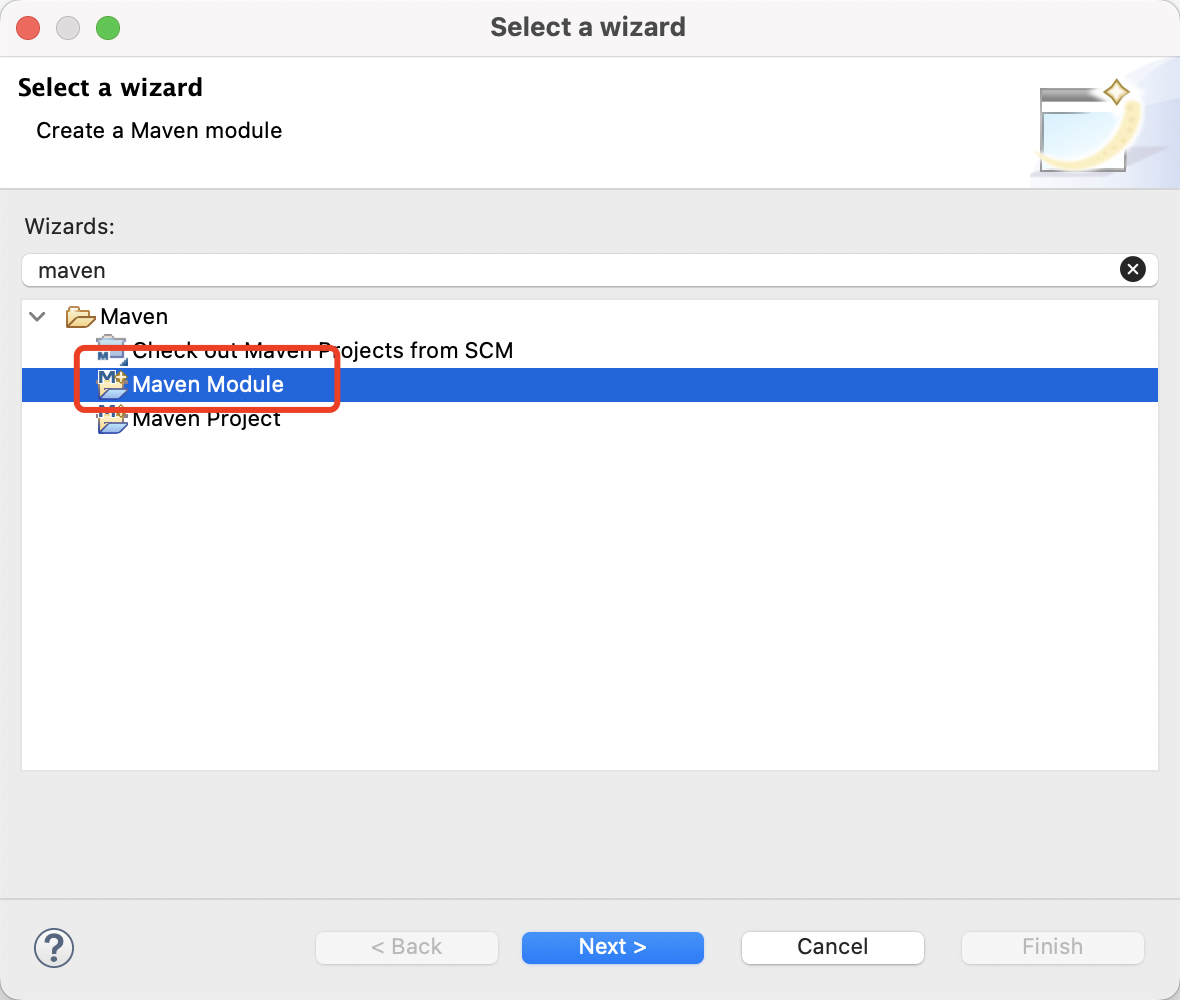 Select a wizard
Select a wizard
Create a Maven module
Wizards:
maven
Maven
Check out Maven Projects from SCM
Maven Module
Maven Project
? < Back Next > Cancel Finish